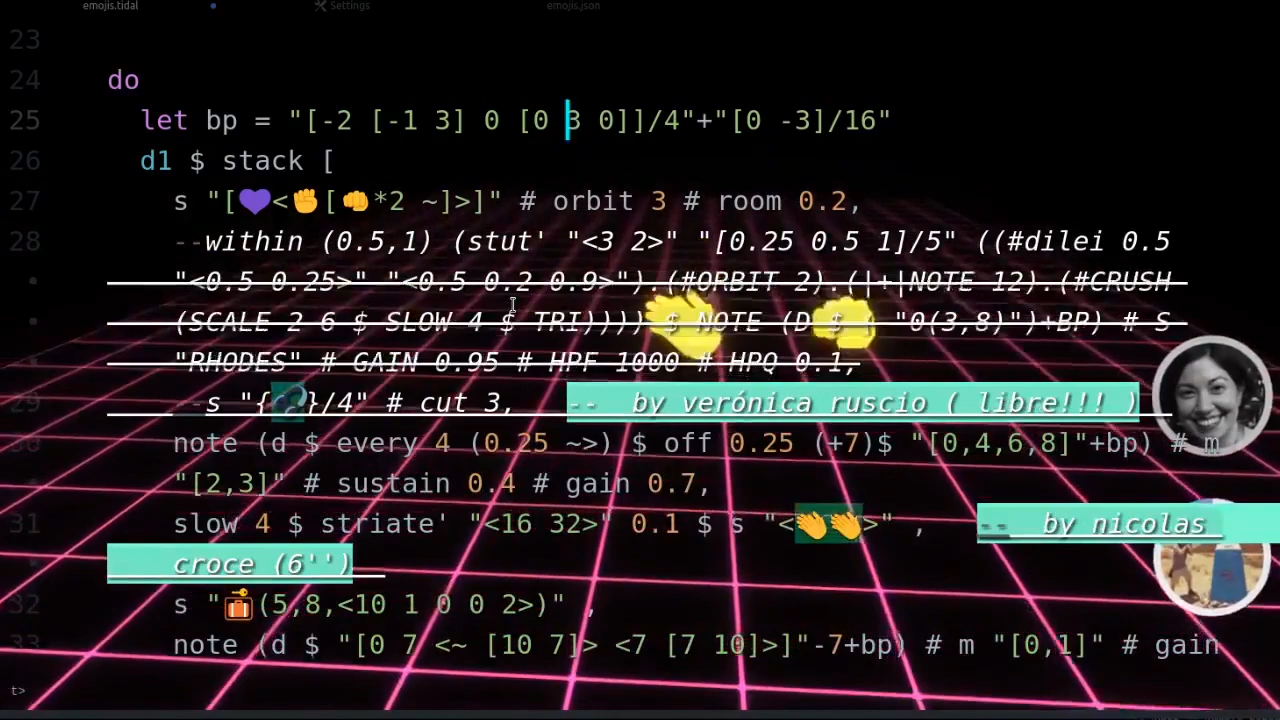 emojis.tidal Settings emojis.json
23
24 do
25 let bp = "[-2 [-1 3] 0 [0 3 0]]/4"+"[0 -3]/16"
26 d1 $ stack [
27 s "[💜<✊[👊*2 ~]>]" # orbit 3 # room 0.2,
28 --within (0.5,1) (stut' "<3 2>" "[0.25 0.5 1]/5" ((#dilei 0.5
"<0.5 0.25>" "<0.5 0.2 0.9>").(#ORBIT 2).(|+|NOTE 12).(#CRUSH
(SCALE 2 6 $ SLOW 4 $ TRI)))) $ NOTE (D $ ( "0(3,8)")+BP) # S
"RHODES" # GAIN 0.95 # HPF 1000 # HPQ 0.1,
29 --s "{}/4" # cut 3, -- by verónica ruscio ( libre!!! )
30 note (d $ every 4 (0.25 ~>) $ off 0.25 (+7)$ "[0,4,6,8]"+bp) # m
"[2,3]" # sustain 0.4 # gain 0.7,
31 slow 4 $ striate' "<16 32>" 0.1 $ s "<👏👏>" , -- by nicolas
croce (6'')
32 s "🛅(5,8,<10 1 0 0 2>)" ,
33 note (d $ "[0 7 <~ [10 7]> <7 [7 10]>]"-7+bp) # m "[0,1]" # gain
t>